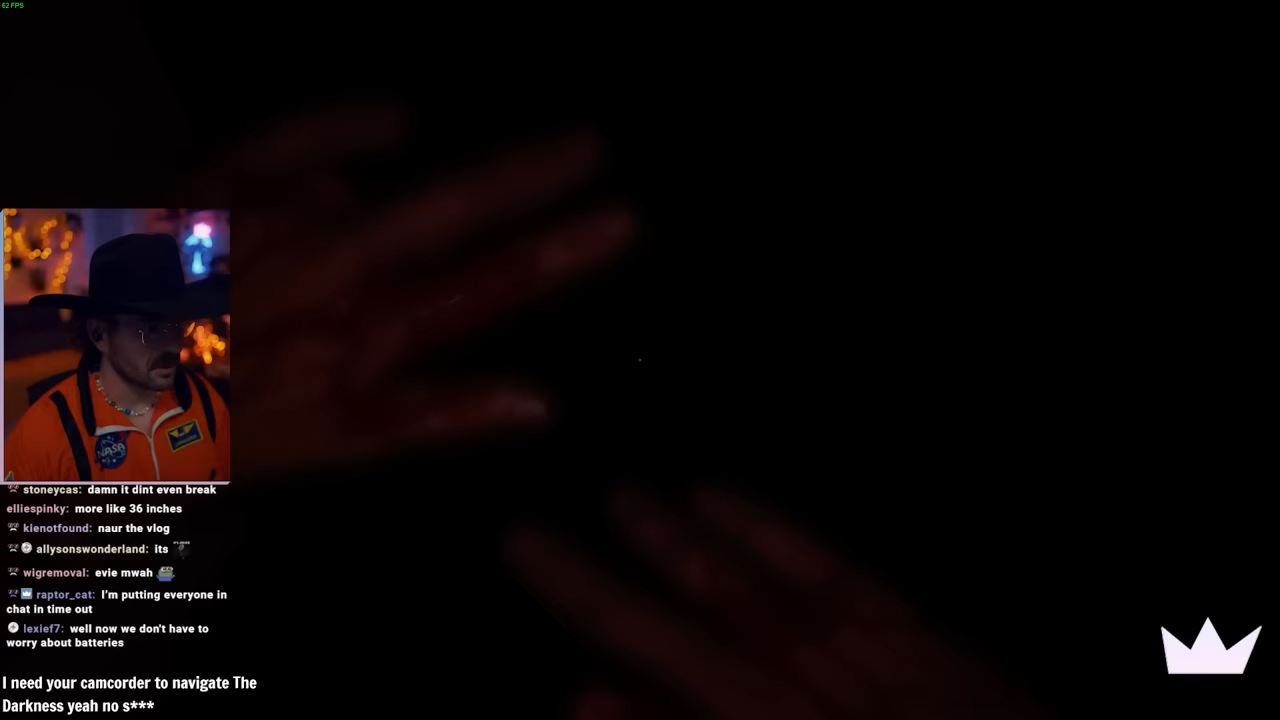 62 FPS
NASA
stoneycas: damn it dint even break
elliespinky: more like 36 inches
kienotfound: naur the vlog
allysonswonderland: its
wigremoval: evie mwah
raptor_cat: I'm putting everyone in
chat in time out
lexief7: well now we don't have to
worry about batteries
I need your camcorder to navigate The
Darkness yeah no s***